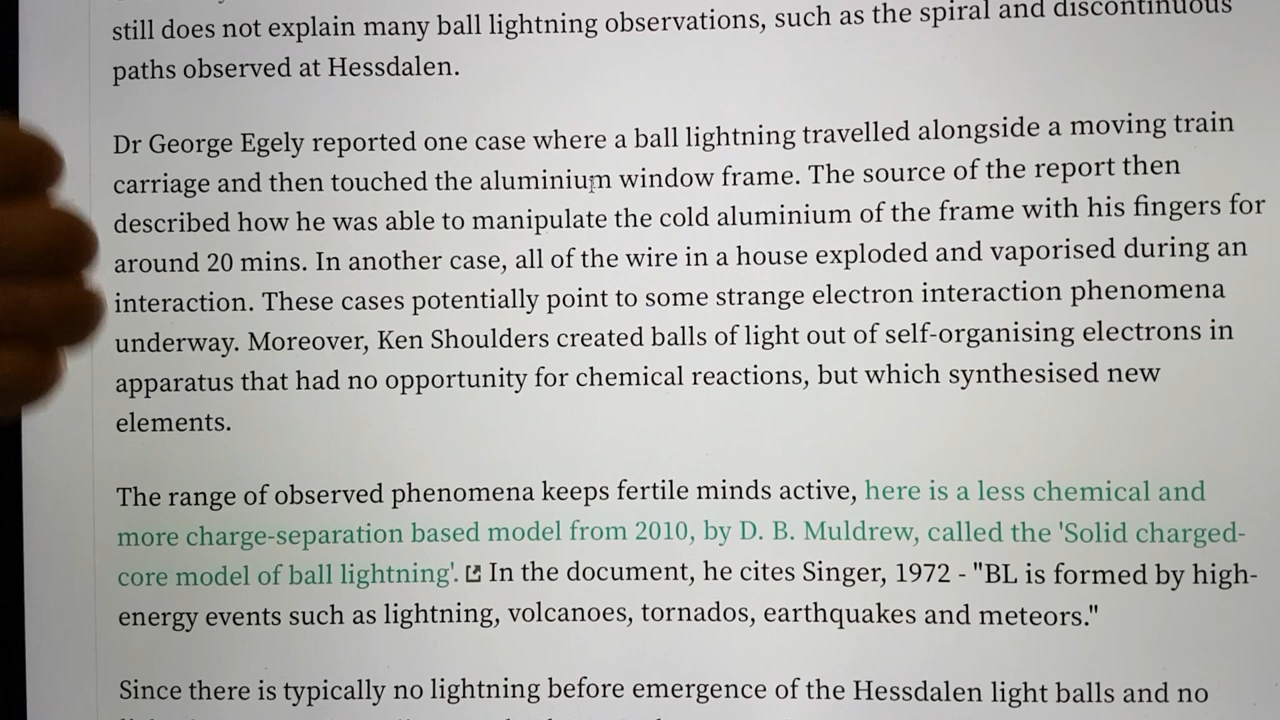 still does not explain many ball lightning observations, such as the spiral and discontinuous
paths observed at Hessdalen.
Dr George Egely reported one case where a ball lightning travelled alongside a moving train
carriage and then touched the aluminium window frame. The source of the report then
described how he was able to manipulate the cold aluminium of the frame with his fingers for
around 20 mins. In another case, all of the wire in a house exploded and vaporised during an
interaction. These cases potentially point to some strange electron interaction phenomena
underway. Moreover, Ken Shoulders created balls of light out of self-organising electrons in
apparatus that had no opportunity for chemical reactions, but which synthesised new
elements.
The range of observed phenomena keeps fertile minds active, here is a less chemical and
more charge-separation based model from 2010, by D. B. Muldrew, called the 'Solid charged-
core model of ball lightning'. In the document, he cites Singer, 1972 - "BL is formed by high-
energy events such as lightning, volcanoes, tornados, earthquakes and meteors."
Since there is typically no lightning before emergence of the Hessdalen light balls and no